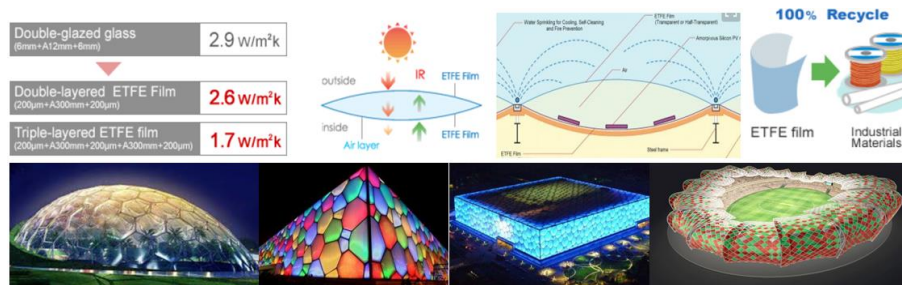 Double-glazed glass
(6mm+A12mm+6mm)
2.9 W/m²k
Double-layered ETFE Film
(200μm+A300mm+200μm)
2.6 W/m²k
Triple-layered ETFE film
(200μm+A300mm+200μm+A300mm+200μm)
1.7 W/m²k
outside
IR
ETFE Film
inside
Air layer
ETFE Film
Water Sprinkling for Cooling, Self-Cleaning
and Fire Prevention
ETFE Film
(Transparent or Half-Transparent)
Amorpuous Silicon PV
Air
ETFE Film
Steel frame
100% Recycle
ETFE film
Industrial
Materials